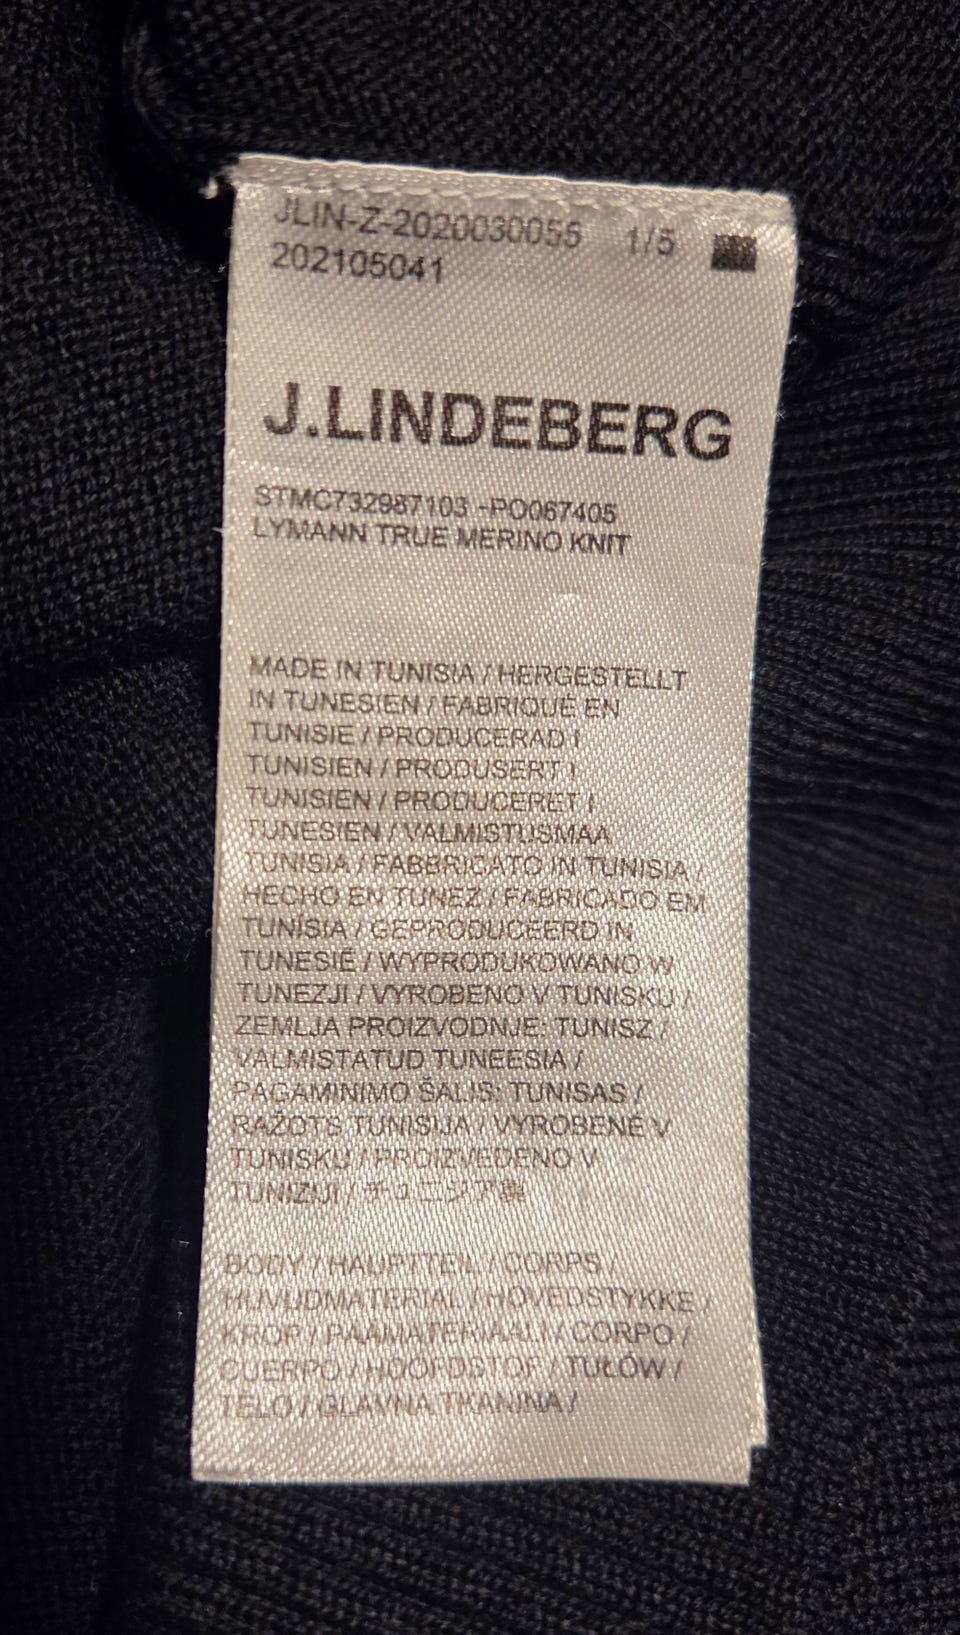 JLIN-Z-2020030055 1/5
202105041
J.LINDEBERG
STMC732987103 -PO067405
LYMANN TRUE MERINO KNIT
MADE IN TUNISIA / HERGESTELLT
IN TUNESIEN / FABRIQUÉ EN
TUNISIE / PRODUCERAD I
TUNISIEN / PRODUSERT I
TUNISIEN / PRODUCERET I
TUNESIEN / VALMISTUSMAA
TUNISIA / FABBRICATO IN TUNISIA /
HECHO EN TUNEZ / FABRICADO EM
TUNÍSIA / GEPRODUCEERD IN
TUNESIË / WYPRODUKOWANO W
TUNEZJI / VYROBENO V TUNISKU /
ZEMLJA PROIZVODNJE: TUNISZ /
VALMISTATUD TUNEESIA /
PAGAMINIMO ŠALIS: TUNISAS /
RAŽOTS TUNISIJA / VYROBENÉ V
TUNISKU / PROIZVEDENO V
TUNIZIJI / チュニジア製
BODY / HAUPTTEIL / CORPS /
HUVUDMATERIAL / HOVEDSTYKKE /
KROP / PÄÄMATERIAALI / CORPO /
CUERPO / HOOFDSTOF / TUŁÓW /
TELO / GLAVNA TKANINA /